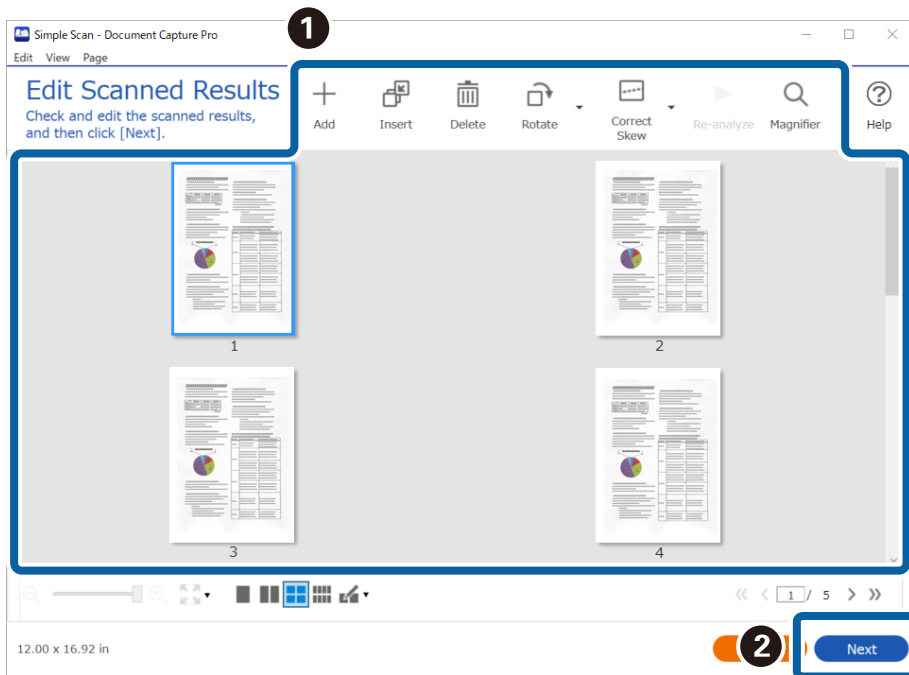 1
Simple Scan - Document Capture Pro
Edit View Page
Edit Scanned Results
Check and edit the scanned results,
and then click [Next].
Add
Insert
Delete
Rotate
Correct
Skew
Re-analyze
Magnifier
Help
1
2
3
4
1 / 5
12.00 x 16.92 in
2
Next